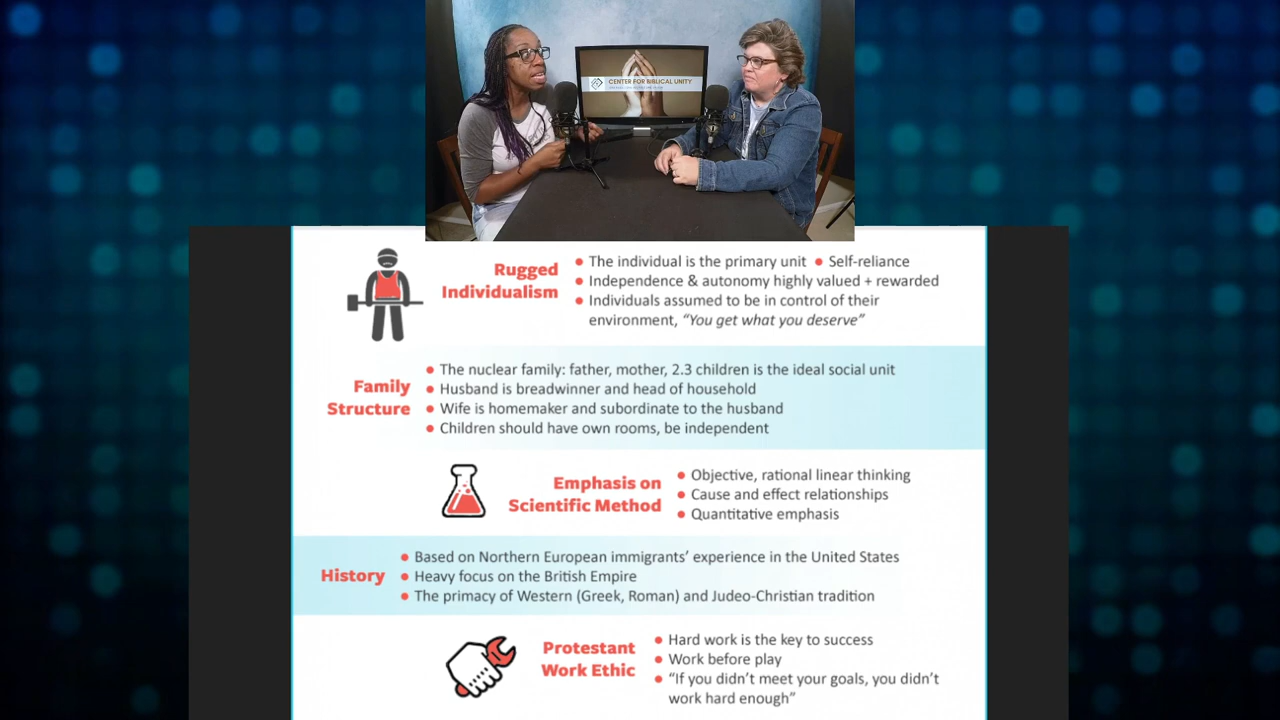 CENTER FOR BIBLICAL UNITY
Rugged
Individualism
• The individual is the primary unit • Self-reliance
• Independence & autonomy highly valued + rewarded
• Individuals assumed to be in control of their
environment, “You get what you deserve”
Family
Structure
• The nuclear family: father, mother, 2.3 children is the ideal social unit
• Husband is breadwinner and head of household
• Wife is homemaker and subordinate to the husband
• Children should have own rooms, be independent
Emphasis on
Scientific Method
• Objective, rational linear thinking
• Cause and effect relationships
• Quantitative emphasis
History
• Based on Northern European immigrants’ experience in the United States
• Heavy focus on the British Empire
• The primacy of Western (Greek, Roman) and Judeo-Christian tradition
Protestant
Work Ethic
• Hard work is the key to success
• Work before play
• “If you didn’t meet your goals, you didn’t
work hard enough”